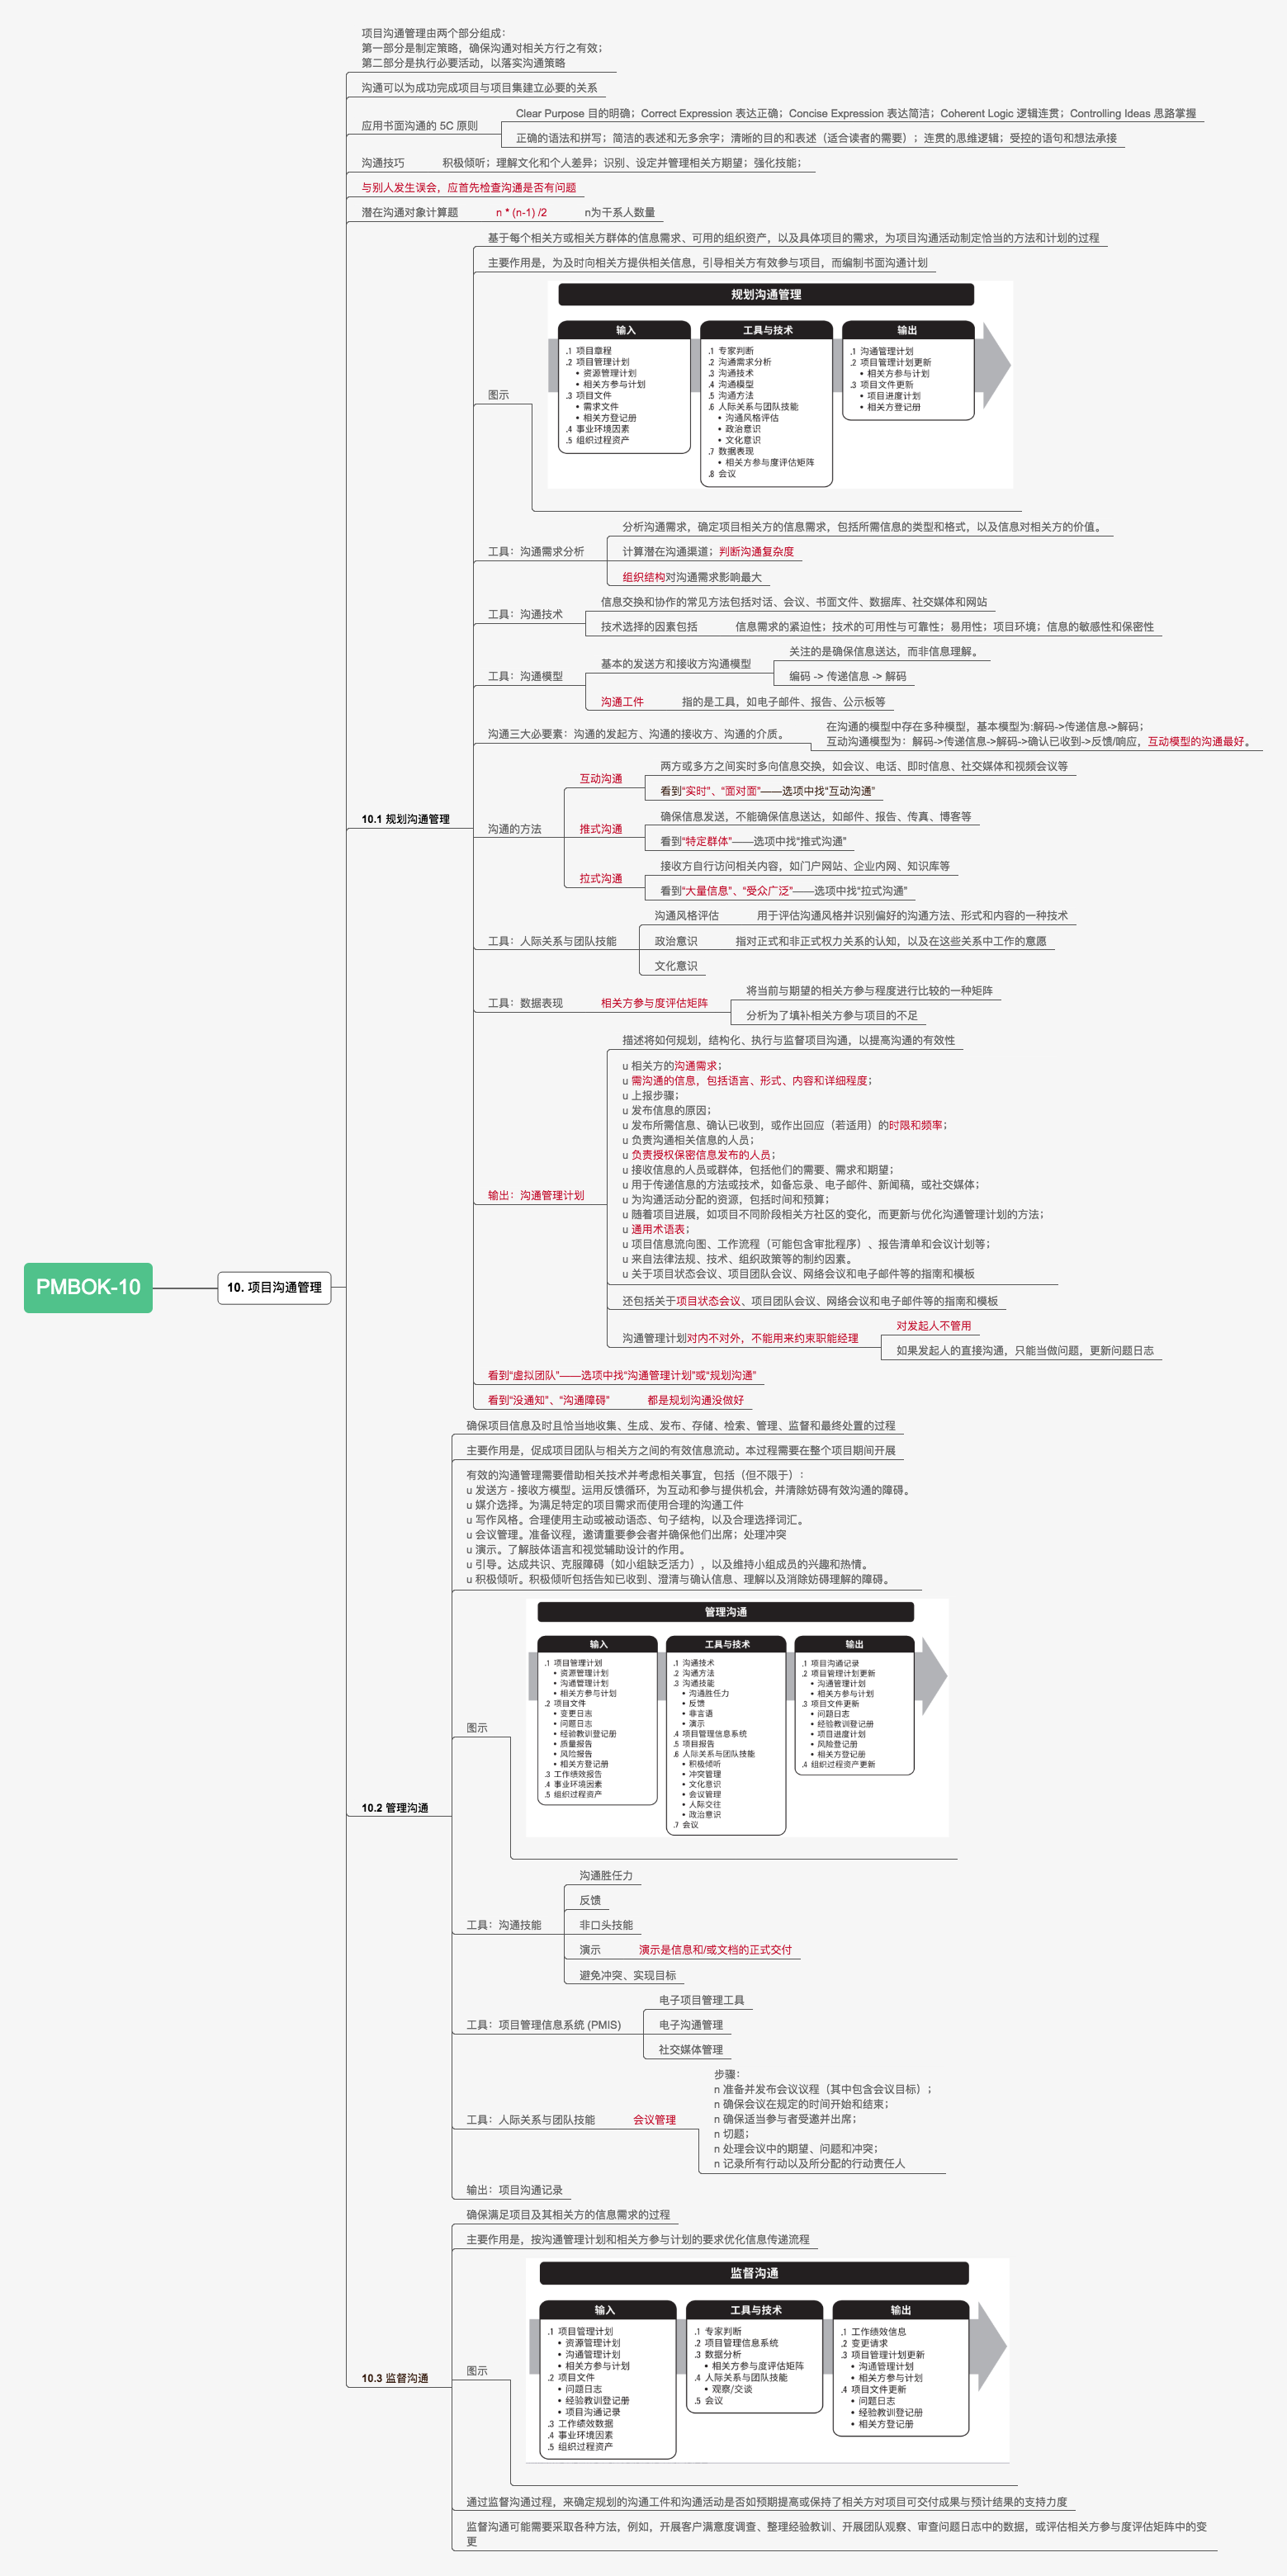 PMBOK-10
10. 项目沟通管理
项目沟通管理由两个部分组成：
第一部分是制定策略，确保沟通对相关方行之有效；
第二部分是执行必要活动，以落实沟通策略
沟通可以为成功完成项目与项目集建立必要的关系
应用书面沟通的 5C 原则
Clear Purpose 目的明确；Correct Expression 表达正确；Concise Expression 表达简洁；Coherent Logic 逻辑连贯；Controlling Ideas 思路掌握
正确的语法和拼写；简洁的表述和无多余字；清晰的目的和表述（适合读者的需要）；连贯的思维逻辑；受控的语句和想法承接
沟通技巧
积极倾听；理解文化和个人差异；识别、设定并管理相关方期望；强化技能；
与别人发生误会，应首先检查沟通是否有问题
潜在沟通对象计算题
n * (n-1) /2
n为干系人数量
10.1 规划沟通管理
基于每个相关方或相关方群体的信息需求、可用的组织资产，以及具体项目的需求，为项目沟通活动制定恰当的方法和计划的过程
主要作用是，为及时向相关方提供相关信息，引导相关方有效参与项目，而编制书面沟通计划
图示
规划沟通管理
输入
.1 项目章程
.2 项目管理计划
• 资源管理计划
• 相关方参与计划
.3 项目文件
• 需求文件
• 相关方登记册
.4 事业环境因素
.5 组织过程资产
工具与技术
.1 专家判断
.2 沟通需求分析
.3 沟通技术
.4 沟通模型
.5 沟通方法
.6 人际关系与团队技能
• 沟通风格评估
• 政治意识
• 文化意识
.7 数据表现
• 相关方参与度评估矩阵
.8 会议
输出
.1 沟通管理计划
.2 项目管理计划更新
• 相关方参与计划
.3 项目文件更新
• 项目进度计划
• 相关方登记册
工具：沟通需求分析
分析沟通需求，确定项目相关方的信息需求，包括所需信息的类型和格式，以及信息对相关方的价值。
计算潜在沟通渠道；判断沟通复杂度
组织结构对沟通需求影响最大
工具：沟通技术
信息交换和协作的常见方法包括对话、会议、书面文件、数据库、社交媒体和网站
技术选择的因素包括
信息需求的紧迫性；技术的可用性与可靠性；易用性；项目环境；信息的敏感性和保密性
工具：沟通模型
基本的发送方和接收方沟通模型
关注的是确保信息送达，而非信息理解。
编码 -> 传递信息 -> 解码
沟通工件
指的是工具，如电子邮件、报告、公示板等
沟通三大必要素：沟通的发起方、沟通的接收方、沟通的介质。
在沟通的模型中存在多种模型，基本模型为:解码->传递信息->解码；
互动沟通模型为：解码->传递信息->解码->确认已收到->反馈/响应，互动模型的沟通最好。
沟通的方法
互动沟通
两方或多方之间实时多向信息交换，如会议、电话、即时信息、社交媒体和视频会议等
看到“实时”、“面对面”——选项中找“互动沟通”
推式沟通
确保信息发送，不能确保信息送达，如邮件、报告、传真、博客等
看到“特定群体”——选项中找“推式沟通”
拉式沟通
接收方自行访问相关内容，如门户网站、企业内网、知识库等
看到“大量信息”、“受众广泛”——选项中找“拉式沟通”
工具：人际关系与团队技能
沟通风格评估
用于评估沟通风格并识别偏好的沟通方法、形式和内容的一种技术
政治意识
指对正式和非正式权力关系的认知，以及在这些关系中工作的意愿
文化意识
工具：数据表现
相关方参与度评估矩阵
将当前与期望的相关方参与程度进行比较的一种矩阵
分析为了填补相关方参与项目的不足
输出：沟通管理计划
描述将如何规划，结构化、执行与监督项目沟通，以提高沟通的有效性
u 相关方的沟通需求；
u 需沟通的信息，包括语言、形式、内容和详细程度；
u 上报步骤；
u 发布信息的原因；
u 发布所需信息、确认已收到，或作出回应（若适用）的时限和频率；
u 负责沟通相关信息的人员；
u 负责授权保密信息发布的人员；
u 接收信息的人员或群体，包括他们的需要、需求和期望；
u 用于传递信息的方法或技术，如备忘录、电子邮件、新闻稿，或社交媒体；
u 为沟通活动分配的资源，包括时间和预算；
u 随着项目进展，如项目不同阶段相关方社区的变化，而更新与优化沟通管理计划的方法；
u 通用术语表；
u 项目信息流向图、工作流程（可能包含审批程序）、报告清单和会议计划等；
u 来自法律法规、技术、组织政策等的制约因素。
u 关于项目状态会议、项目团队会议、网络会议和电子邮件等的指南和模板
还包括关于项目状态会议、项目团队会议、网络会议和电子邮件等的指南和模板
沟通管理计划对内不对外，不能用来约束职能经理
对发起人不管用
如果发起人的直接沟通，只能当做问题，更新问题日志
看到“虚拟团队”——选项中找“沟通管理计划”或“规划沟通”
看到“没通知”、“沟通障碍”
都是规划沟通没做好
10.2 管理沟通
确保项目信息及时且恰当地收集、生成、发布、存储、检索、管理、监督和最终处置的过程
主要作用是，促成项目团队与相关方之间的有效信息流动。本过程需要在整个项目期间开展
有效的沟通管理需要借助相关技术并考虑相关事宜，包括（但不限于）：
u 发送方 - 接收方模型。运用反馈循环，为互动和参与提供机会，并清除妨碍有效沟通的障碍。
u 媒介选择。为满足特定的项目需求而使用合理的沟通工件
u 写作风格。合理使用主动或被动语态、句子结构，以及合理选择词汇。
u 会议管理。准备议程，邀请重要参会者并确保他们出席；处理冲突
u 演示。了解肢体语言和视觉辅助设计的作用。
u 引导。达成共识、克服障碍（如小组缺乏活力），以及维持小组成员的兴趣和热情。
u 积极倾听。积极倾听包括告知已收到、澄清与确认信息、理解以及消除妨碍理解的障碍。
图示
管理沟通
输入
.1 项目管理计划
• 资源管理计划
• 沟通管理计划
• 相关方参与计划
.2 项目文件
• 变更日志
• 问题日志
• 经验教训登记册
• 质量报告
• 风险报告
• 相关方登记册
.3 工作绩效报告
.4 事业环境因素
.5 组织过程资产
工具与技术
.1 沟通技术
.2 沟通方法
.3 沟通技能
• 沟通胜任力
• 反馈
• 非言语
• 演示
.4 项目管理信息系统
.5 项目报告
.6 人际关系与团队技能
• 积极倾听
• 冲突管理
• 文化意识
• 会议管理
• 人际交往
• 政治意识
.7 会议
输出
.1 项目沟通记录
.2 项目管理计划更新
• 沟通管理计划
• 相关方参与计划
.3 项目文件更新
• 问题日志
• 经验教训登记册
• 项目进度计划
• 风险登记册
• 相关方登记册
.4 组织过程资产更新
工具：沟通技能
沟通胜任力
反馈
非口头技能
演示
演示是信息和/或文档的正式交付
避免冲突、实现目标
工具：项目管理信息系统 (PMIS)
电子项目管理工具
电子沟通管理
社交媒体管理
工具：人际关系与团队技能
会议管理
步骤：
n 准备并发布会议议程（其中包含会议目标）；
n 确保会议在规定的时间开始和结束；
n 确保适当参与者受邀并出席；
n 切题；
n 处理会议中的期望、问题和冲突；
n 记录所有行动以及所分配的行动责任人
输出：项目沟通记录
10.3 监督沟通
确保满足项目及其相关方的信息需求的过程
主要作用是，按沟通管理计划和相关方参与计划的要求优化信息传递流程
图示
监督沟通
输入
.1 项目管理计划
• 资源管理计划
• 沟通管理计划
• 相关方参与计划
.2 项目文件
• 问题日志
• 经验教训登记册
• 项目沟通记录
.3 工作绩效数据
.4 事业环境因素
.5 组织过程资产
工具与技术
.1 专家判断
.2 项目管理信息系统
.3 数据分析
• 相关方参与度评估矩阵
.4 人际关系与团队技能
• 观察/交谈
.5 会议
输出
.1 工作绩效信息
.2 变更请求
.3 项目管理计划更新
• 沟通管理计划
• 相关方参与计划
.4 项目文件更新
• 问题日志
• 经验教训登记册
• 相关方登记册
通过监督沟通过程，来确定规划的沟通工件和沟通活动是否如预期提高或保持了相关方对项目可交付成果与预计结果的支持力度
监督沟通可能需要采取各种方法，例如，开展客户满意度调查、整理经验教训、开展团队观察、审查问题日志中的数据，或评估相关方参与度评估矩阵中的变
更